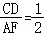 CD/AF = 1/2